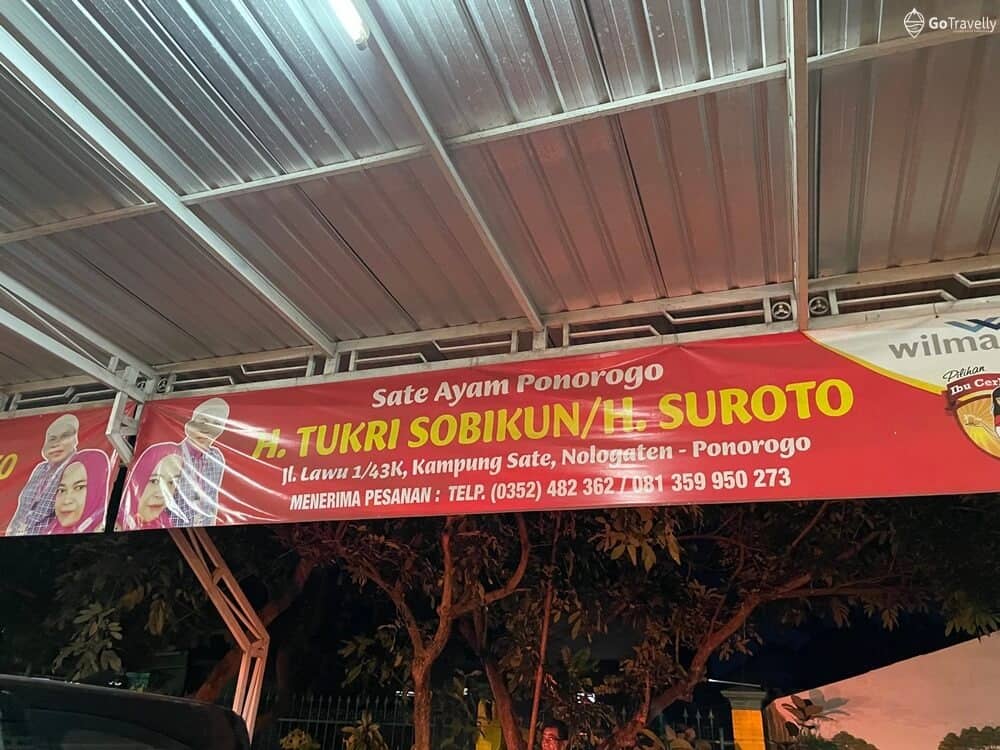 GoTravelly
Sate Ayam Ponorogo
H. TUKRI SOBIKUN/H. SUROTO
Jl. Lawu 1/43K, Kampung Sate, Nologaten - Ponorogo
MENERIMA PESANAN : TELP. (0352) 482 362 / 081 359 950 273
O
wilma
Pilihan
Ibu Cer